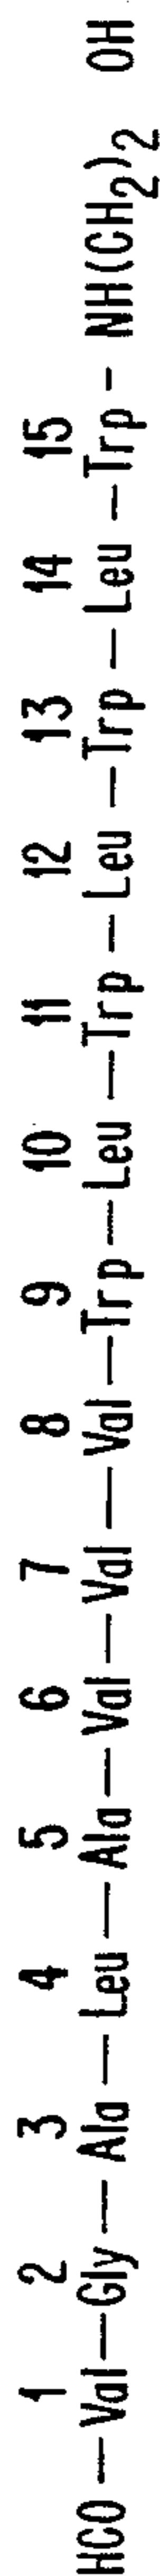 1 2 3 4 5 6 7 8 9 10 11 12 13 14 15
HCO — Val — Gly — Ala — Leu — Ala — Val — Val — Val — Trp — Leu — Trp — Leu — Trp — Leu — Trp - NH(CH2)2 OH